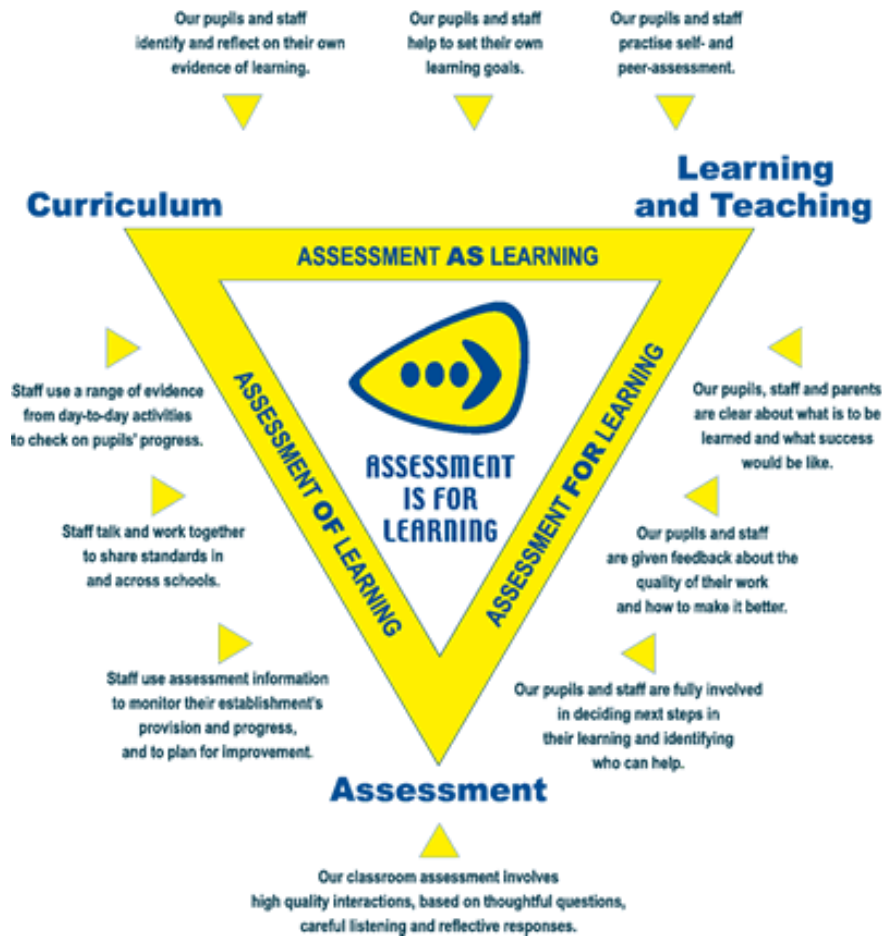 Our pupils and staff
identify and reflect on their own
evidence of learning.
Our pupils and staff
help to set their own
learning goals.
Our pupils and staff
practise self- and
peer-assessment.
Curriculum
Learning
and Teaching
ASSESSMENT AS LEARNING
Staff use a range of evidence
from day-to-day activities
to check on pupils' progress.
Staff talk and work together
to share standards in
and across schools.
Staff use assessment information
to monitor their establishment's
provision and progress,
and to plan for improvement.
ASSESSMENT OF LEARNING
ASSESSMENT
IS FOR
LEARNING
ASSESSMENT FOR LEARNING
Our pupils, staff and parents
are clear about what is to be
learned and what success
would be like.
Our pupils and staff
are given feedback about the
quality of their work
and how to make it better.
Our pupils and staff are fully involved
in deciding next steps in
their learning and identifying
who can help.
Assessment
Our classroom assessment involves
high quality interactions, based on thoughtful questions,
careful listening and reflective responses.